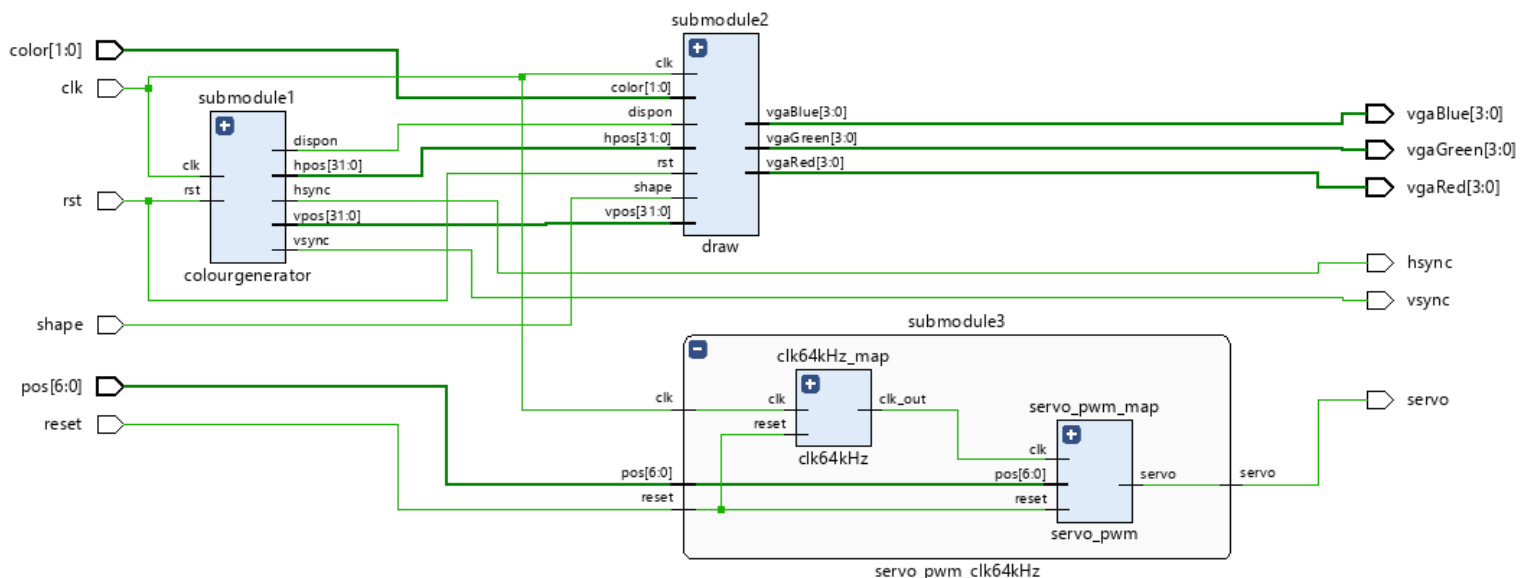 submodule2
color[1:0]
clk
submodule1
clk
color[1:0]
dispon
hpos[31:0]
rst
shape
vpos[31:0]
vgaBlue[3:0]
vgaGreen[3:0]
vgaRed[3:0]
draw
vgaBlue[3:0]
vgaGreen[3:0]
vgaRed[3:0]
clk
rst
dispon
hpos[31:0]
hsync
vpos[31:0]
vsync
colourgenerator
rst
hsync
vsync
shape
submodule3
pos[6:0]
reset
clk
pos[6:0]
reset
clk64kHz_map
clk
reset
clk_out
clk64kHz
servo_pwm_map
clk
pos[6:0]
reset
servo
servo_pwm
servo
servo
servo_pwm_clk64kHz